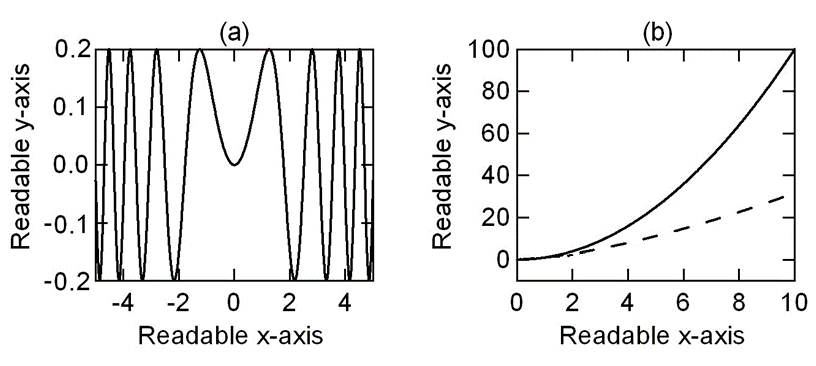 (a)
0.2
0.1
0.0
-0.1
-0.2
Readable y-axis
-4 -2 0 2 4
Readable x-axis
(b)
100
80
60
40
20
0
Readable y-axis
0 2 4 6 8 10
Readable x-axis